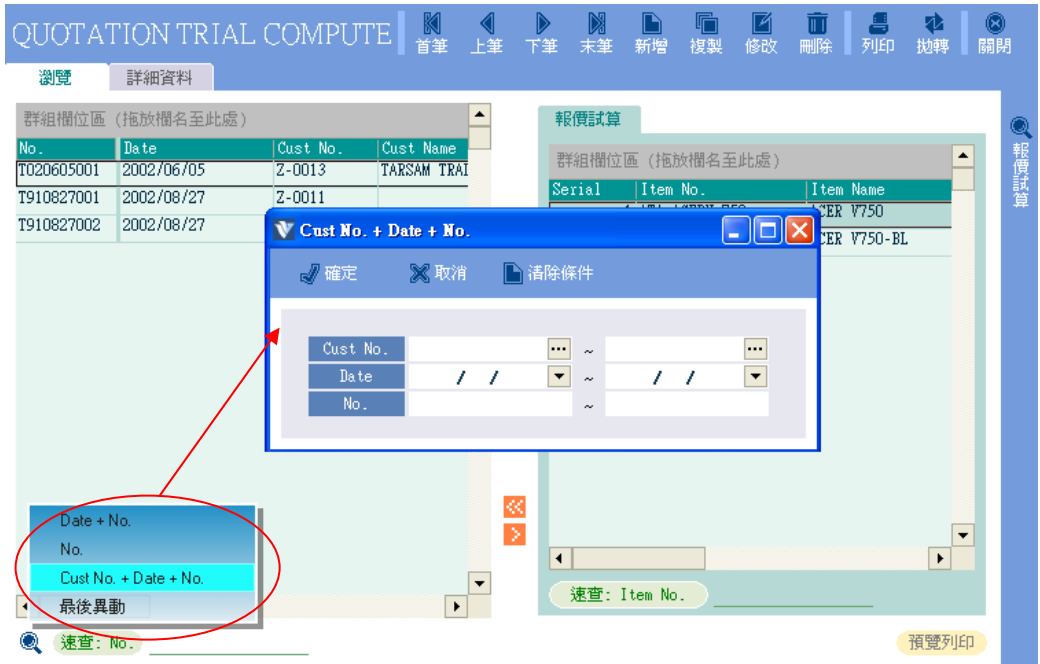 QUOTATION TRIAL COMPUTE
首筆 上筆 下筆 末筆 新增 複製 修改 刪除 列印 拋轉 關閉
瀏覽 詳細資料
群組欄位區 (拖放欄名至此處)
No. Date Cust No. Cust Name
T020605001 2002/06/05 Z-0013 TARSAM TRAI
T910827001 2002/08/27 Z-0011
T910827002 2002/08/27
報價試算
群組欄位區 (拖放欄名至此處)
Serial Item No. Item Name
ACER V750
CER V750-BL
報價試算
Cust No. + Date + No.
確定 取消 清除條件
Cust No. ... ~ ...
Date / / ~ / /
No. ~
Date + No.
No.
Cust No. + Date + No.
最後異動
速查: Item No.
速查: No.
預覽列印